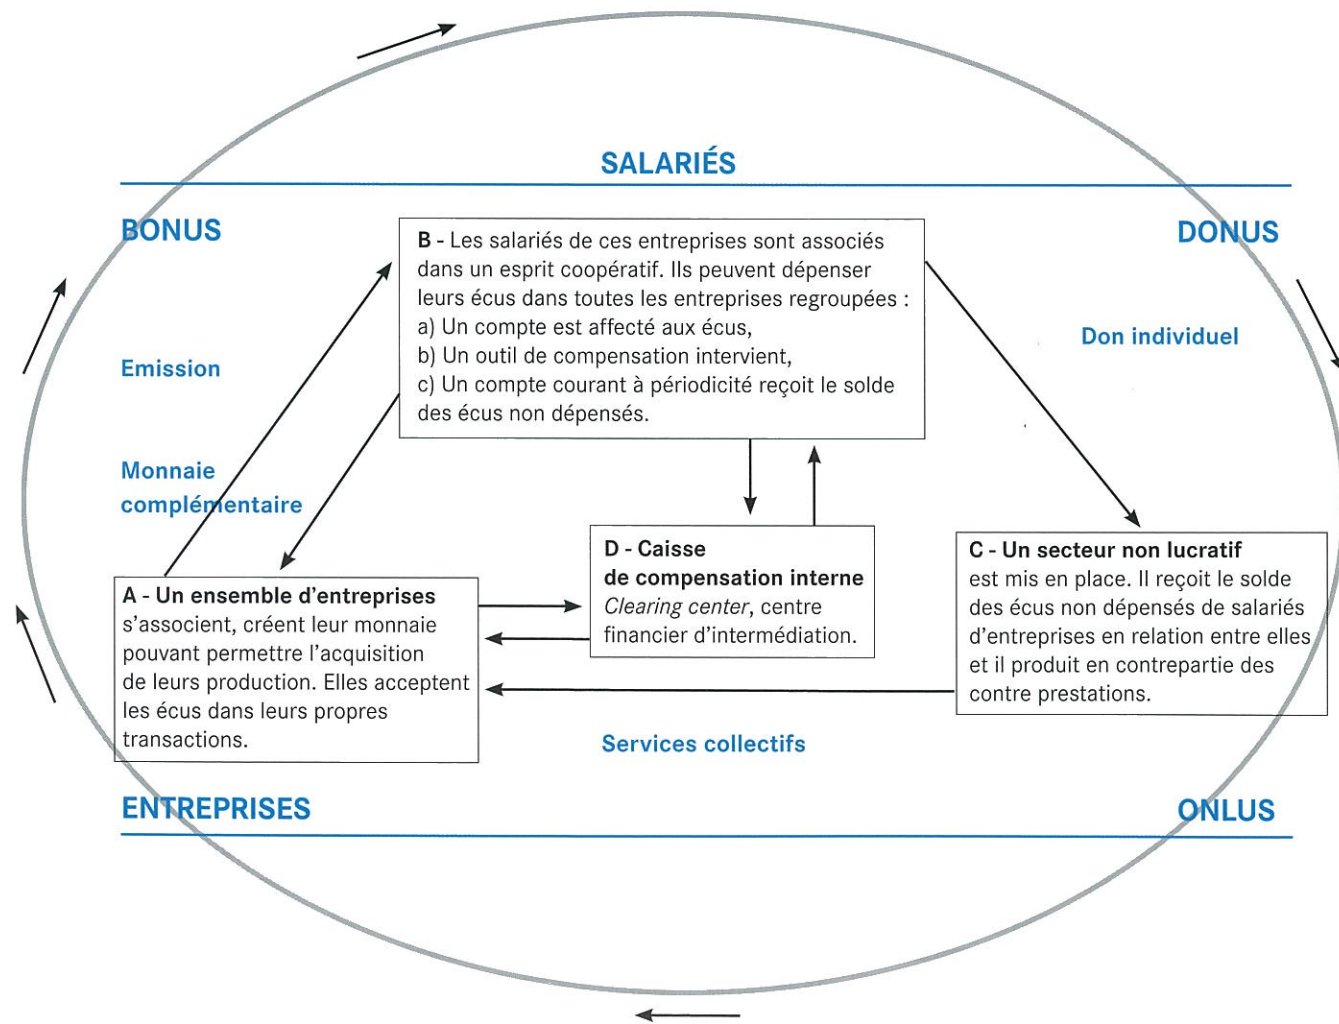 SALARIÉS
BONUS
DONUS
B - Les salariés de ces entreprises sont associés
dans un esprit coopératif. Ils peuvent dépenser
leurs écus dans toutes les entreprises regroupées :
a) Un compte est affecté aux écus,
b) Un outil de compensation intervient,
c) Un compte courant à périodicité reçoit le solde
des écus non dépensés.
Emission
Don individuel
Monnaie
complémentaire
A - Un ensemble d'entreprises
s'associent, créent leur monnaie
pouvant permettre l'acquisition
de leurs production. Elles acceptent
les écus dans leurs propres
transactions.
D - Caisse
de compensation interne
Clearing center, centre
financier d'intermédiation.
C - Un secteur non lucratif
est mis en place. Il reçoit le solde
des écus non dépensés de salariés
d'entreprises en relation entre elles
et il produit en contrepartie des
contre prestations.
Services collectifs
ENTREPRISES
ONLUS